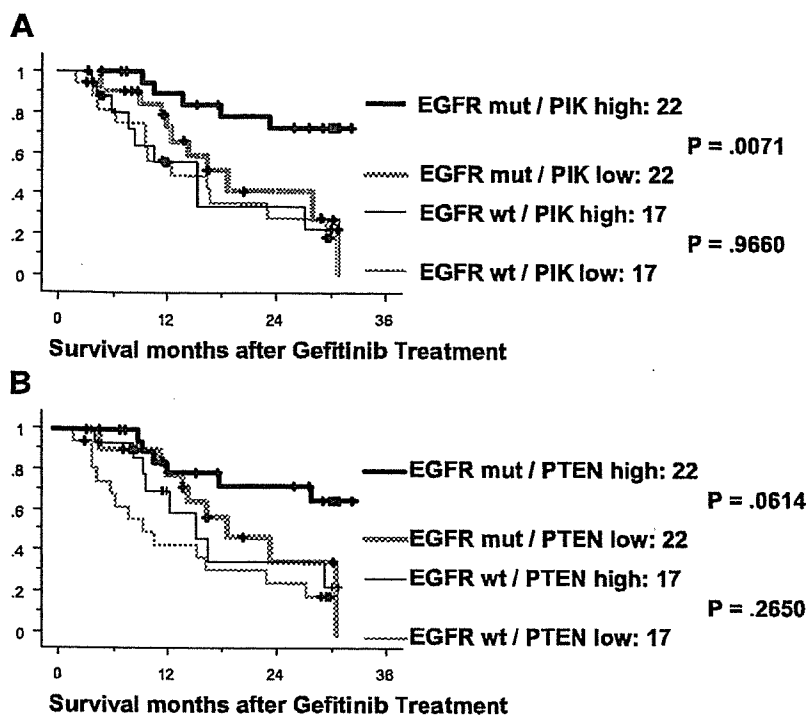 A
1
.8
.6
.4
.2
0
EGFR mut / PIK high: 22
P = .0071
EGFR mut / PIK low: 22
EGFR wt / PIK high: 17
P = .9660
EGFR wt / PIK low: 17
0 12 24 36
Survival months after Gefitinib Treatment
B
1
.8
.6
.4
.2
0
EGFR mut / PTEN high: 22
P = .0614
EGFR mut / PTEN low: 22
EGFR wt / PTEN high: 17
P = .2650
EGFR wt / PTEN low: 17
0 12 24 36
Survival months after Gefitinib Treatment